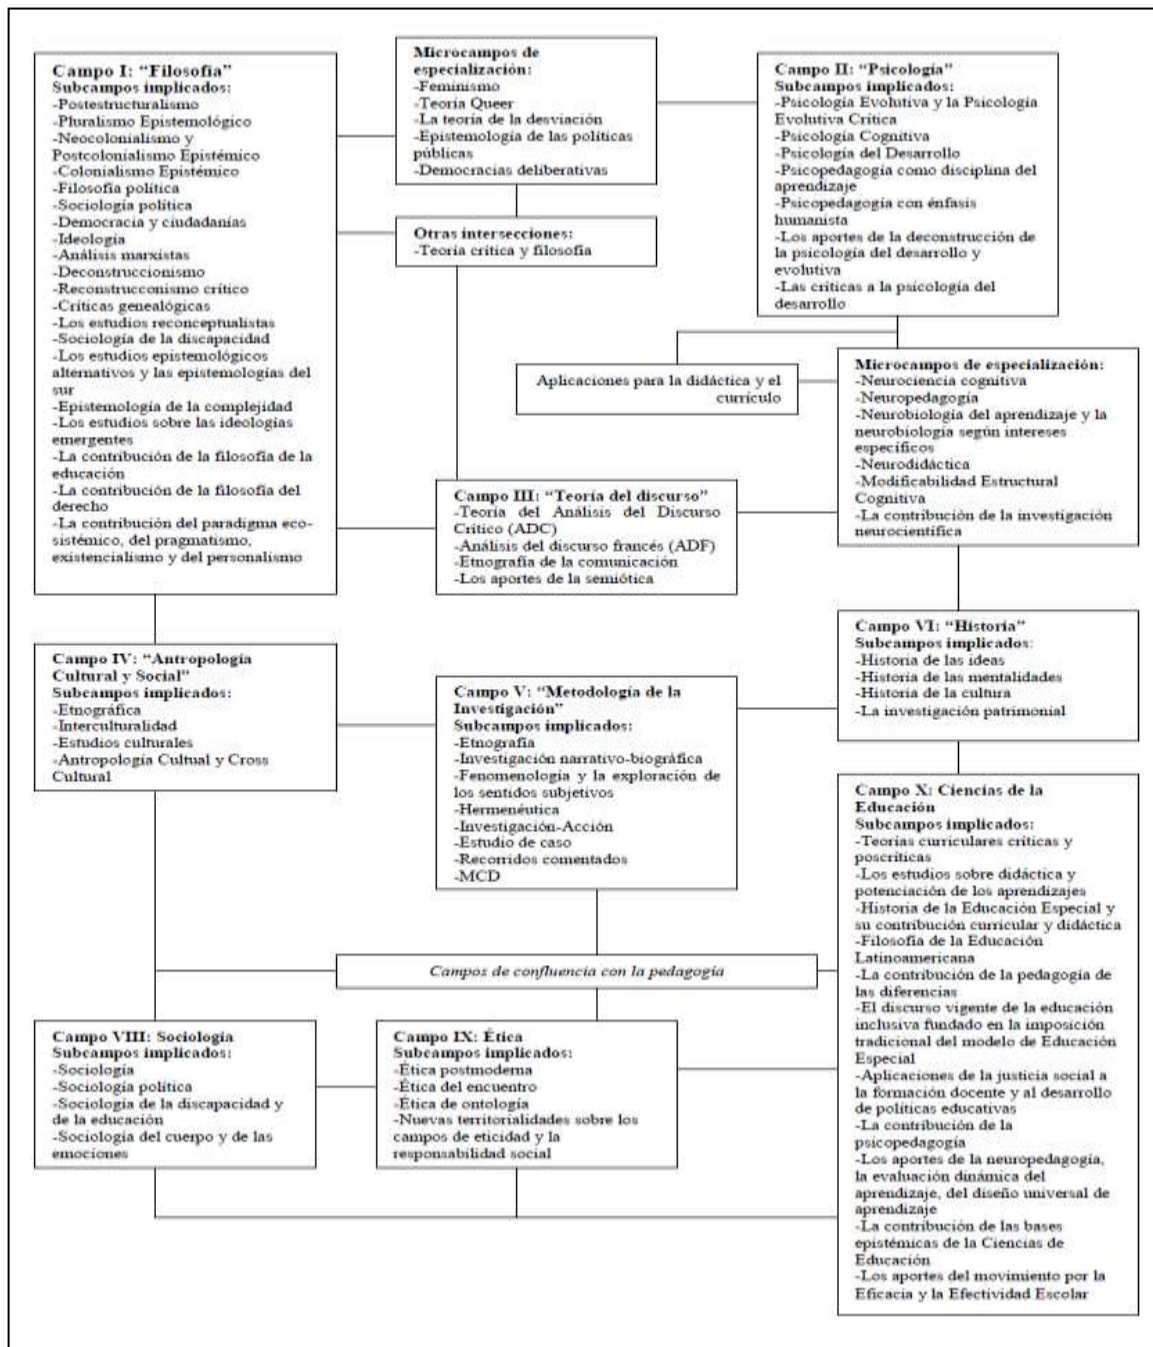 Campo I: “Filosofía”
Subcampos implicados:
-Postestructuralismo
-Pluralismo Epistemológico
-Neocolonialismo y
Postcolonialismo Epistémico
-Colonialismo Epistémico
-Filosofía política
-Sociología política
-Democracia y ciudadanías
-Ideología
-Análisis marxistas
-Deconstruccionismo
-Reconstrucconismo crítico
-Críticas genealógicas
-Los estudios reconceptualistas
-Sociología de la discapacidad
-Los estudios epistemológicos
alternativos y las epistemologías del
sur
-Epistemología de la complejidad
-Los estudios sobre las ideologías
emergentes
-La contribución de la filosofía de la
educación
-La contribución de la filosofía del
derecho
-La contribución del paradigma eco-
sistémico, del pragmatismo,
existencialismo y del personalismo
Microcampos de
especialización:
-Feminismo
-Teoría Queer
-La teoría de la desviación
-Epistemología de las políticas
públicas
-Democracias deliberativas
Otras intersecciones:
-Teoría crítica y filosofía
Campo II: “Psicología”
Subcampos implicados:
-Psicología Evolutiva y la Psicología
Evolutiva Crítica
-Psicología Cognitiva
-Psicología del Desarrollo
-Psicopedagogía como disciplina del
aprendizaje
-Psicopedagogía con énfasis
humanista
-Los aportes de la deconstrucción de
la psicología del desarrollo y
evolutiva
-Las críticas a la psicología del
desarrollo
Aplicaciones para la didáctica y el
currículo
Microcampos de especialización:
-Neurociencia cognitiva
-Neuropedagogía
-Neurobiología del aprendizaje y la
neurobiología según intereses
específicos
-Neurodidáctica
-Modificabilidad Estructural
Cognitiva
-La contribución de la investigación
neurocientífica
Campo III: “Teoría del discurso”
-Teoría del Análisis del Discurso
Crítico (ADC)
-Análisis del discurso francés (ADF)
-Etnografía de la comunicación
-Los aportes de la semiótica
Campo IV: “Antropología
Cultural y Social”
Subcampos implicados:
-Etnográfica
-Interculturalidad
-Estudios culturales
-Antropología Cultual y Cross
Cultural
Campo V: “Metodología de la
Investigación”
Subcampos implicados:
-Etnografía
-Investigación narrativo-biográfica
-Fenomenología y la exploración de
los sentidos subjetivos
-Hermenéutica
-Investigación-Acción
-Estudio de caso
-Recorridos comentados
-MCD
Campo VI: “Historia”
Subcampos implicados:
-Historia de las ideas
-Historia de las mentalidades
-Historia de la cultura
-La investigación patrimonial
Campos de confluencia con la pedagogía
Campo VIII: Sociología
Subcampos implicados:
-Sociología
-Sociología política
-Sociología de la discapacidad y
de la educación
-Sociología del cuerpo y de las
emociones
Campo IX: Ética
Subcampos implicados:
-Ética postmoderna
-Ética del encuentro
-Ética de ontología
-Nuevas territorialidades sobre los
campos de eticidad y la
responsabilidad social
Campo X: Ciencias de la
Educación
Subcampos implicados:
-Teorías curriculares críticas y
poscríticas
-Los estudios sobre didáctica y
potenciación de los aprendizajes
-Historia de la Educación Especial y
su contribución curricular y didáctica
-Filosofía de la Educación
Latinoamericana
-La contribución de la pedagogía de
las diferencias
-El discurso vigente de la educación
inclusiva fundado en la imposición
tradicional del modelo de Educación
Especial
-Aplicaciones de la justicia social a
la formación docente y al desarrollo
de políticas educativas
-La contribución de la
psicopedagogía
-Los aportes de la neuropedagogía,
la evaluación dinámica del
aprendizaje, del diseño universal de
aprendizaje
-La contribución de las bases
epistémicas de la Ciencias de
Educación
-Los aportes del movimiento por la
Eficacia y la Efectividad Escolar